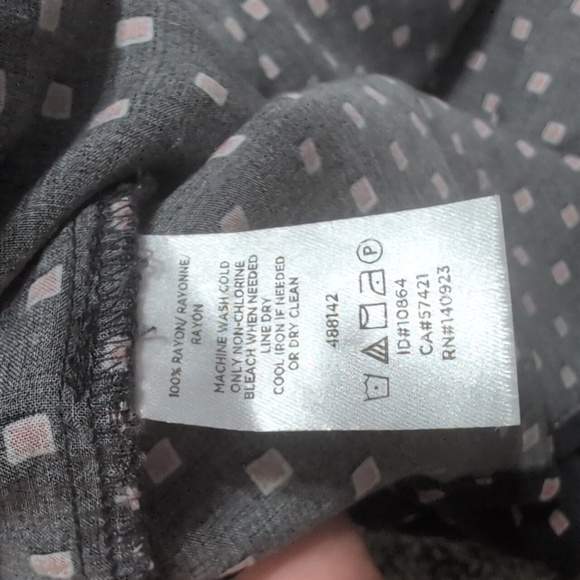 100% RAYON/ RAYONNE/
RAYON
MACHINE WASH COLD
ONLY NON-CHLORINE
BLEACH WHEN NEEDED
LINE DRY
COOL IRON IF NEEDED
OR DRY CLEAN
488142
P
ID#10864
CA#57421
RN#140923